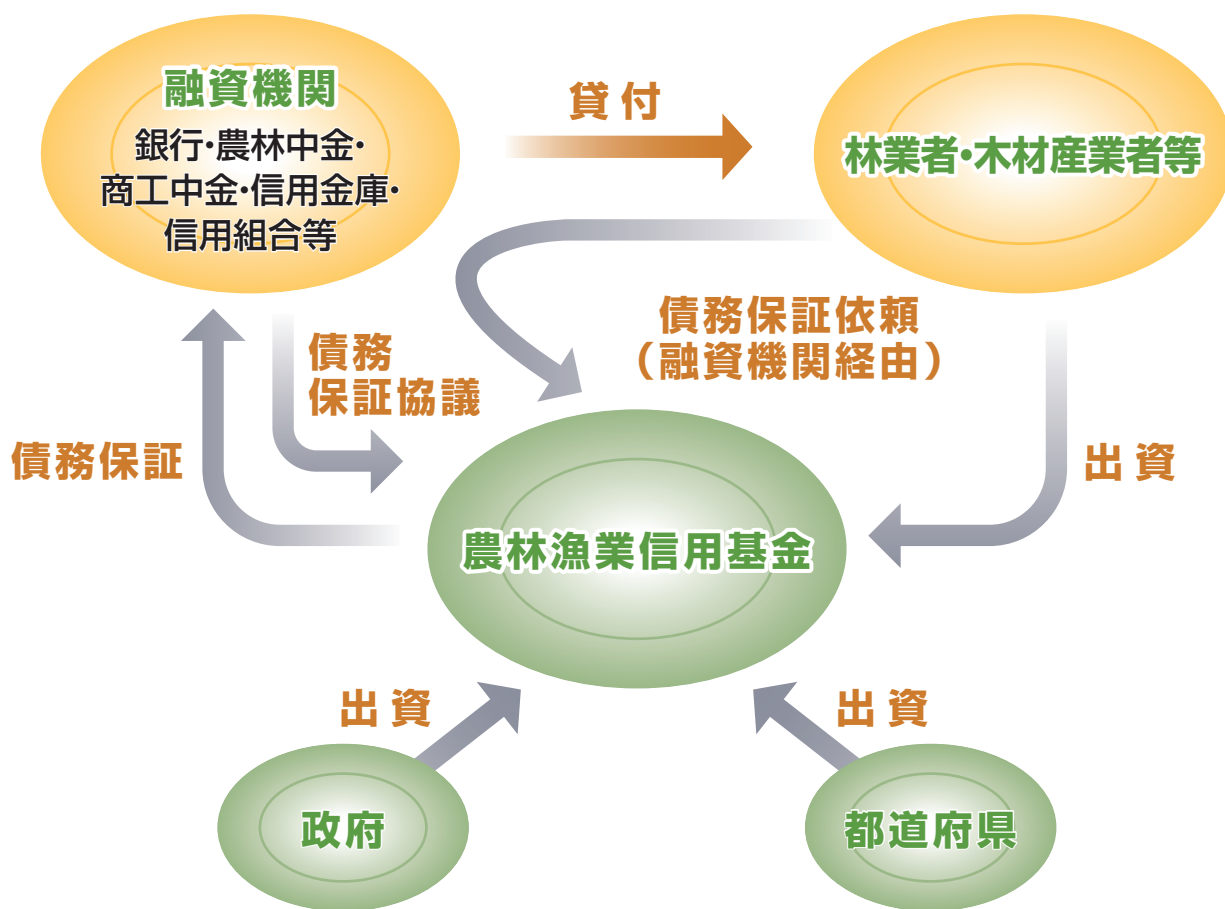 融資機関
銀行・農林中金・
商工中金・信用金庫・
信用組合等
貸付
林業者・木材産業者等
債務保証依頼
（融資機関経由）
債務
保証協議
債務保証
出資
農林漁業信用基金
出資
出資
政府
都道府県